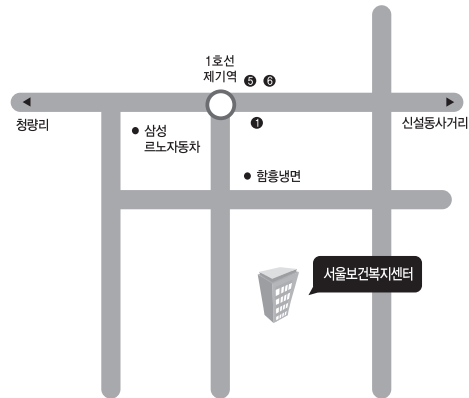 1호선
제기역
❺ ❻
청량리
❶
신설동사거리
● 삼성
르노자동차
● 함흥냉면
서울보건복지센터